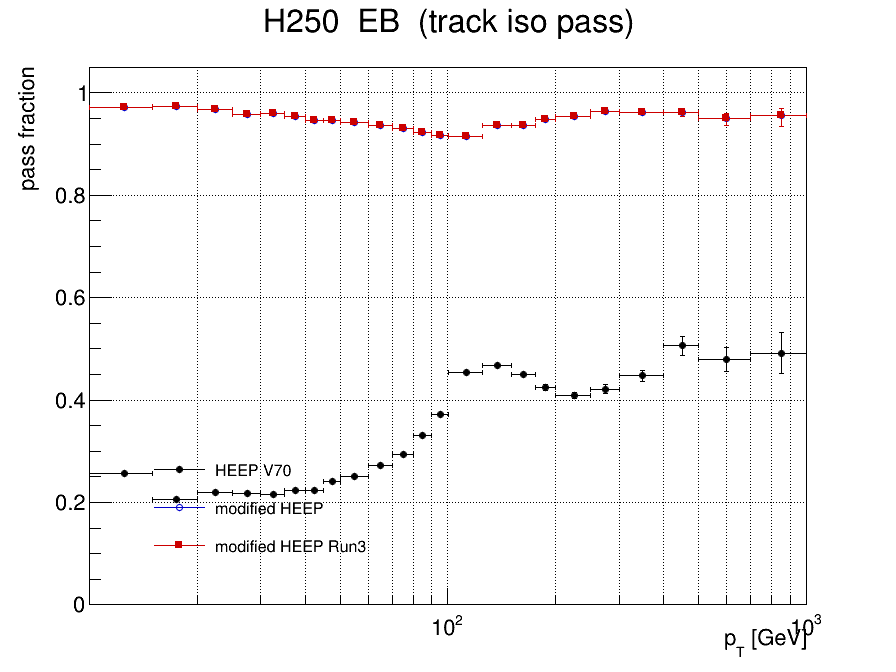 H250 EB (track iso pass)
pass fraction
1
0.8
0.6
0.4
0.2
0
HEEP V70
modified HEEP
modified HEEP Run3
10²
10³
p_T [GeV]